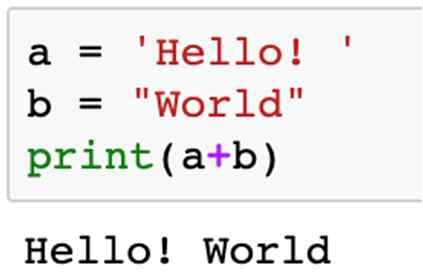 a = 'Hello! '
b = "World"
print(a+b)
Hello! World